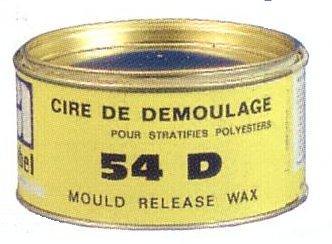 CIRE DE DEMOULAGE
POUR STRATIFIES POLYESTERS
54 D
MOULD RELEASE WAX